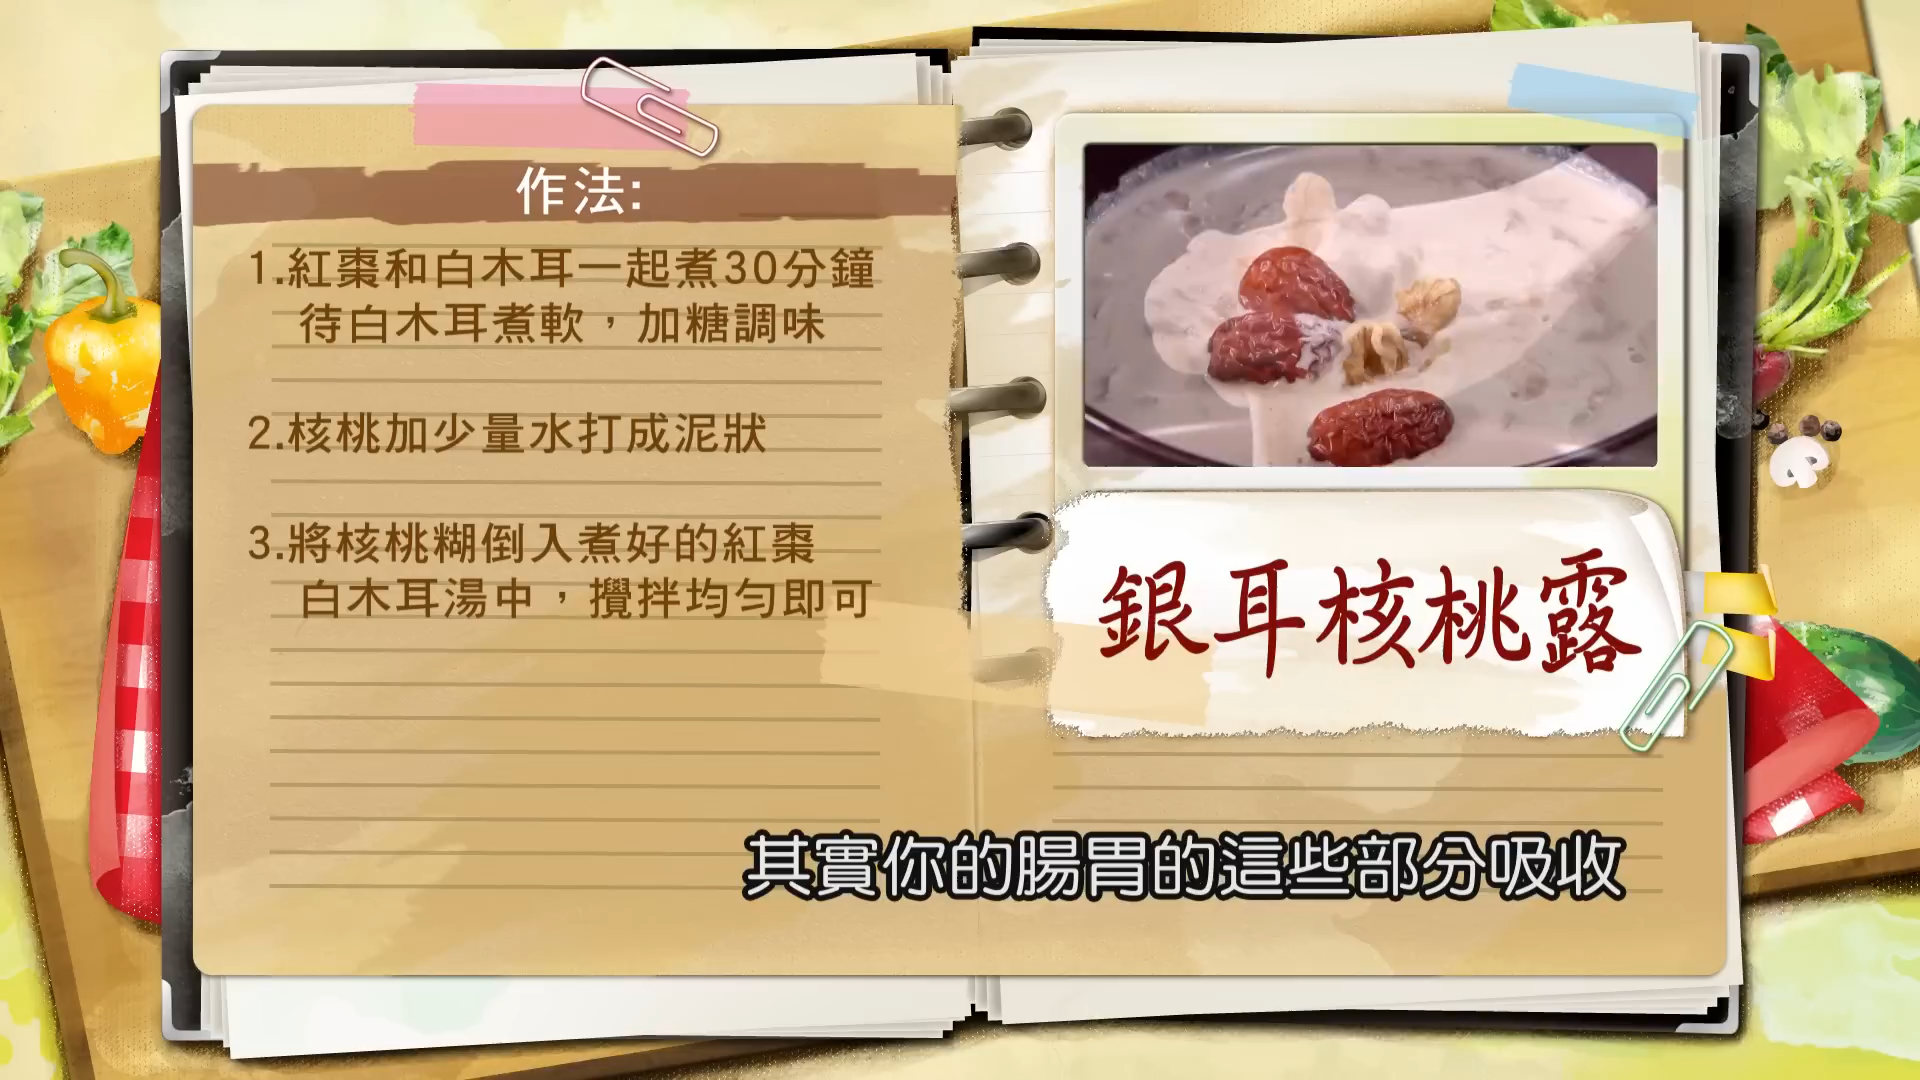 作法:
1.紅棗和白木耳一起煮30分鐘
待白木耳煮軟，加糖調味
2.核桃加少量水打成泥狀
3.將核桃糊倒入煮好的紅棗
白木耳湯中，攪拌均勻即可
銀耳核桃露
其實你的腸胃的這些部分吸收